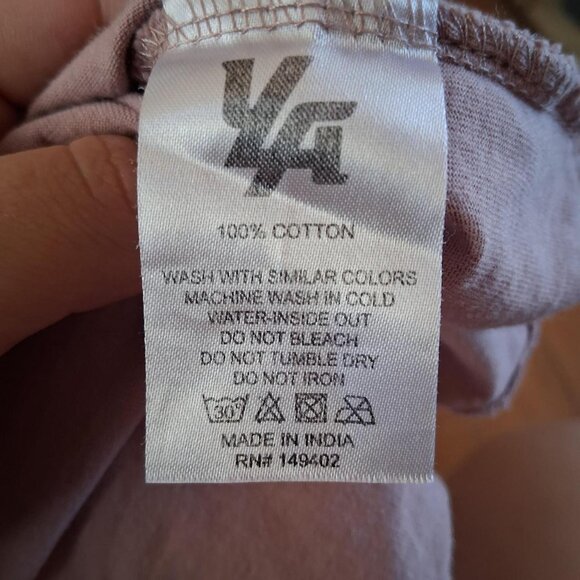 YLA
100% COTTON
WASH WITH SIMILAR COLORS
MACHINE WASH IN COLD
WATER-INSIDE OUT
DO NOT BLEACH
DO NOT TUMBLE DRY
DO NOT IRON
30°
MADE IN INDIA
RN# 149402